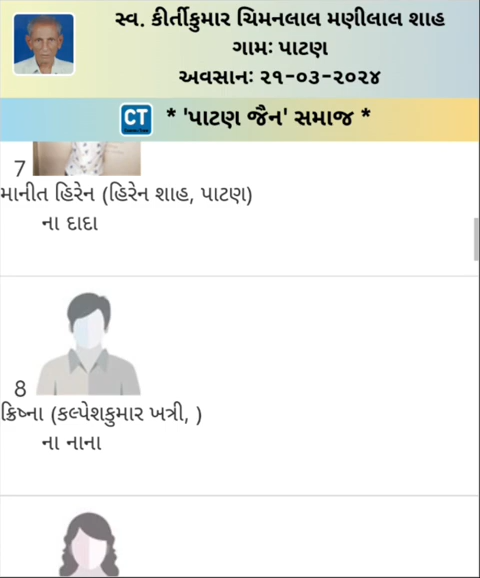 સ્વ. કીર્તીકુમાર ચિમનલાલ મણીલાલ શાહ
ગામઃ પાટણ
અવસાનઃ ૨૧-૦૩-૨૦૨૪
CT
* 'પાટણ જૈન' સમાજ *
7
માનીત હિરેન (હિરેન શાહ, પાટણ)
ના દાદા
8
ક્રિષ્ના (કલ્પેશકુમાર ખત્રી, )
ના નાના